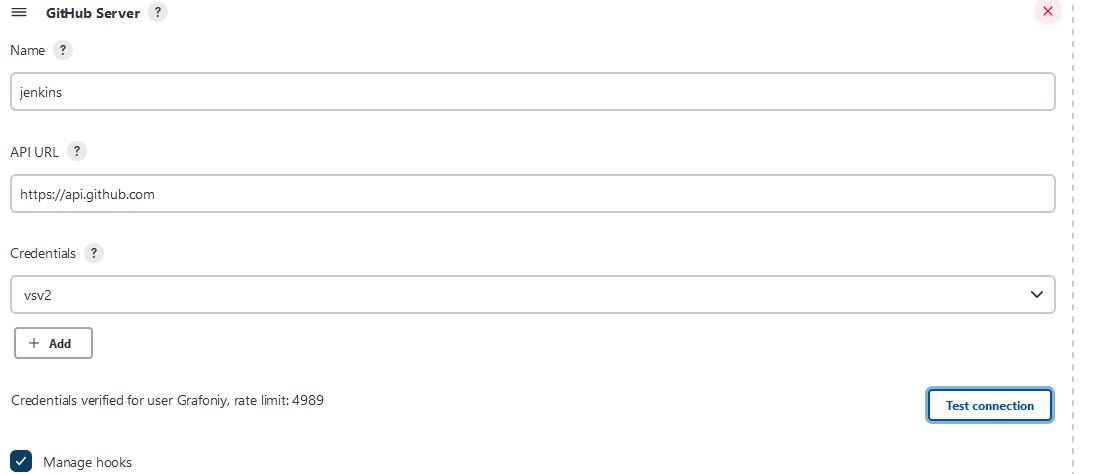 GitHub Server ?
Name ?
jenkins
API URL ?
https://api.github.com
Credentials ?
vsv2
+ Add
Credentials verified for user Grafoniy, rate limit: 4989
Test connection
Manage hooks